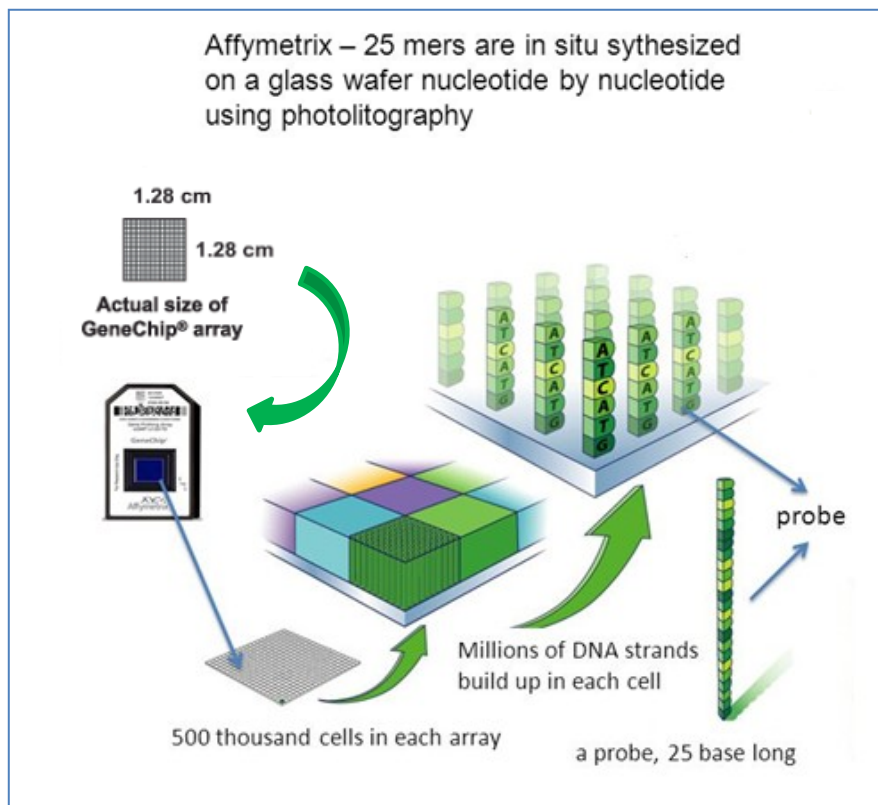 Affymetrix – 25 mers are in situ sythesized
on a glass wafer nucleotide by nucleotide
using photolitography
1.28 cm
1.28 cm
Actual size of
GeneChip® array
GeneChip®
Affymetrix
A
T
C
A
T
G
A
T
C
A
T
G
A
T
C
A
T
G
A
T
C
A
T
G
A
T
C
A
T
G
probe
Millions of DNA strands
build up in each cell
500 thousand cells in each array
a probe, 25 base long